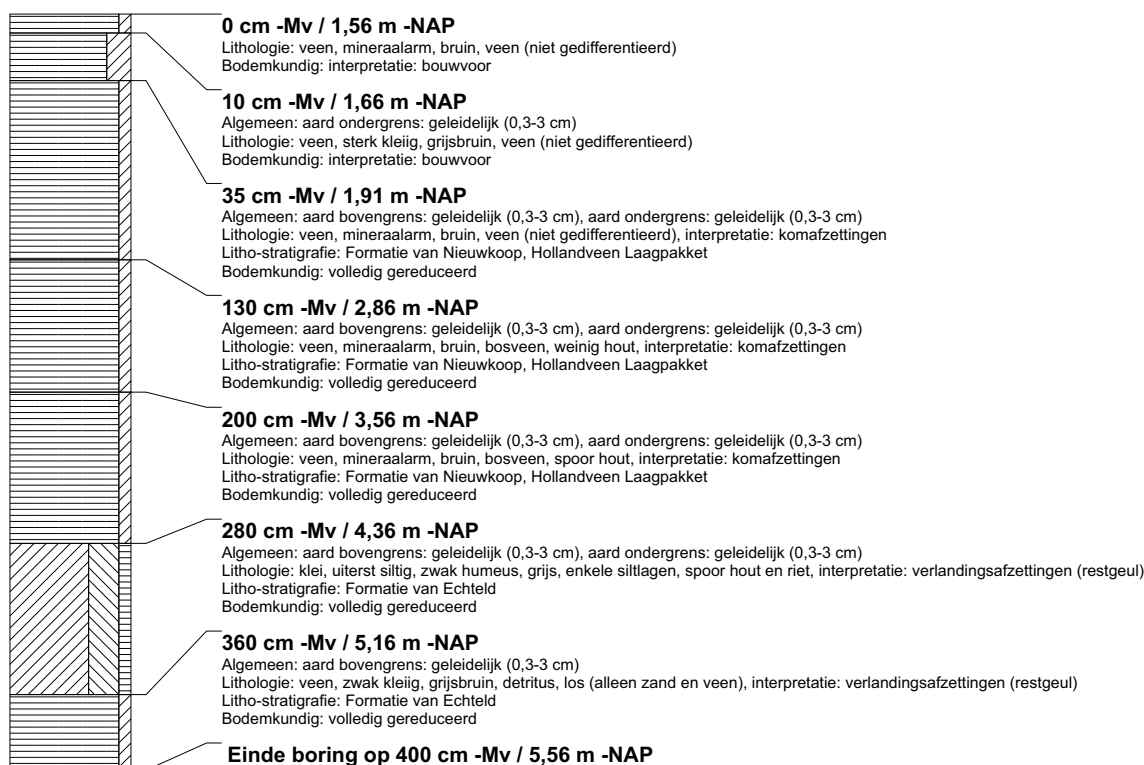 0 cm -Mv / 1,56 m -NAP
Lithologie: veen, mineraalarm, bruin, veen (niet gedifferentieerd)
Bodemkundig: interpretatie: bouwvoor
10 cm -Mv / 1,66 m -NAP
Algemeen: aard ondergrens: geleidelijk (0,3-3 cm)
Lithologie: veen, sterk kleiig, grijsbruin, veen (niet gedifferentieerd)
Bodemkundig: interpretatie: bouwvoor
35 cm -Mv / 1,91 m -NAP
Algemeen: aard bovengrens: geleidelijk (0,3-3 cm), aard ondergrens: geleidelijk (0,3-3 cm)
Lithologie: veen, mineraalarm, bruin, veen (niet gedifferentieerd), interpretatie: komafzettingen
Litho-stratigrafie: Formatie van Nieuwkoop, Hollandveen Laagpakket
Bodemkundig: volledig gereduceerd
130 cm -Mv / 2,86 m -NAP
Algemeen: aard bovengrens: geleidelijk (0,3-3 cm), aard ondergrens: geleidelijk (0,3-3 cm)
Lithologie: veen, mineraalarm, bruin, bosveen, weinig hout, interpretatie: komafzettingen
Litho-stratigrafie: Formatie van Nieuwkoop, Hollandveen Laagpakket
Bodemkundig: volledig gereduceerd
200 cm -Mv / 3,56 m -NAP
Algemeen: aard bovengrens: geleidelijk (0,3-3 cm), aard ondergrens: geleidelijk (0,3-3 cm)
Lithologie: veen, mineraalarm, bruin, bosveen, spoor hout, interpretatie: komafzettingen
Litho-stratigrafie: Formatie van Nieuwkoop, Hollandveen Laagpakket
Bodemkundig: volledig gereduceerd
280 cm -Mv / 4,36 m -NAP
Algemeen: aard bovengrens: geleidelijk (0,3-3 cm), aard ondergrens: geleidelijk (0,3-3 cm)
Lithologie: klei, uiterst siltig, zwak humeus, grijs, enkele siltlagen, spoor hout en riet, interpretatie: verlandingsafzettingen (restgeul)
Litho-stratigrafie: Formatie van Echteld
Bodemkundig: volledig gereduceerd
360 cm -Mv / 5,16 m -NAP
Algemeen: aard bovengrens: geleidelijk (0,3-3 cm)
Lithologie: veen, zwak kleiig, grijsbruin, detritus, los (alleen zand en veen), interpretatie: verlandingsafzettingen (restgeul)
Litho-stratigrafie: Formatie van Echteld
Bodemkundig: volledig gereduceerd
Einde boring op 400 cm -Mv / 5,56 m -NAP